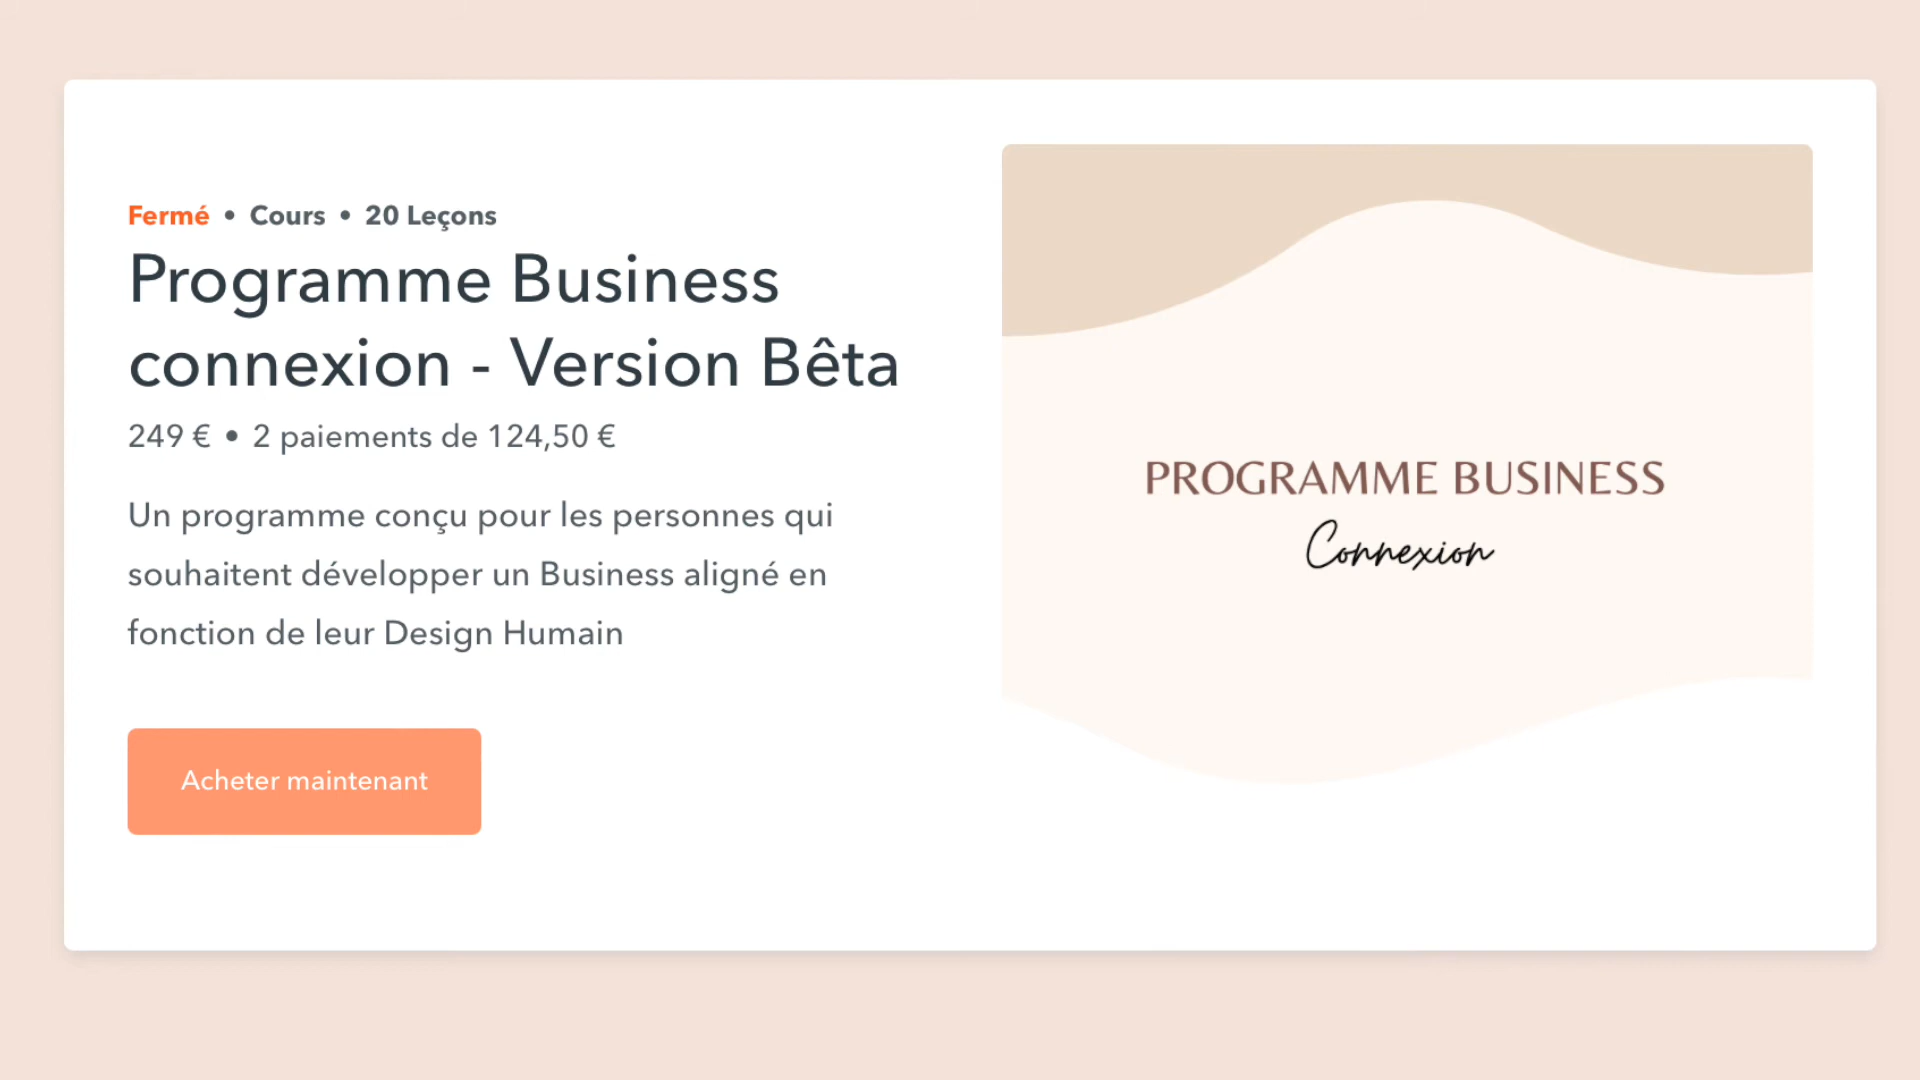 Fermé • Cours • 20 Leçons
Programme Business
connexion - Version Bêta
249 € • 2 paiements de 124,50 €
Un programme conçu pour les personnes qui
souhaitent développer un Business aligné en
fonction de leur Design Humain
Acheter maintenant
PROGRAMME BUSINESS
Connexion